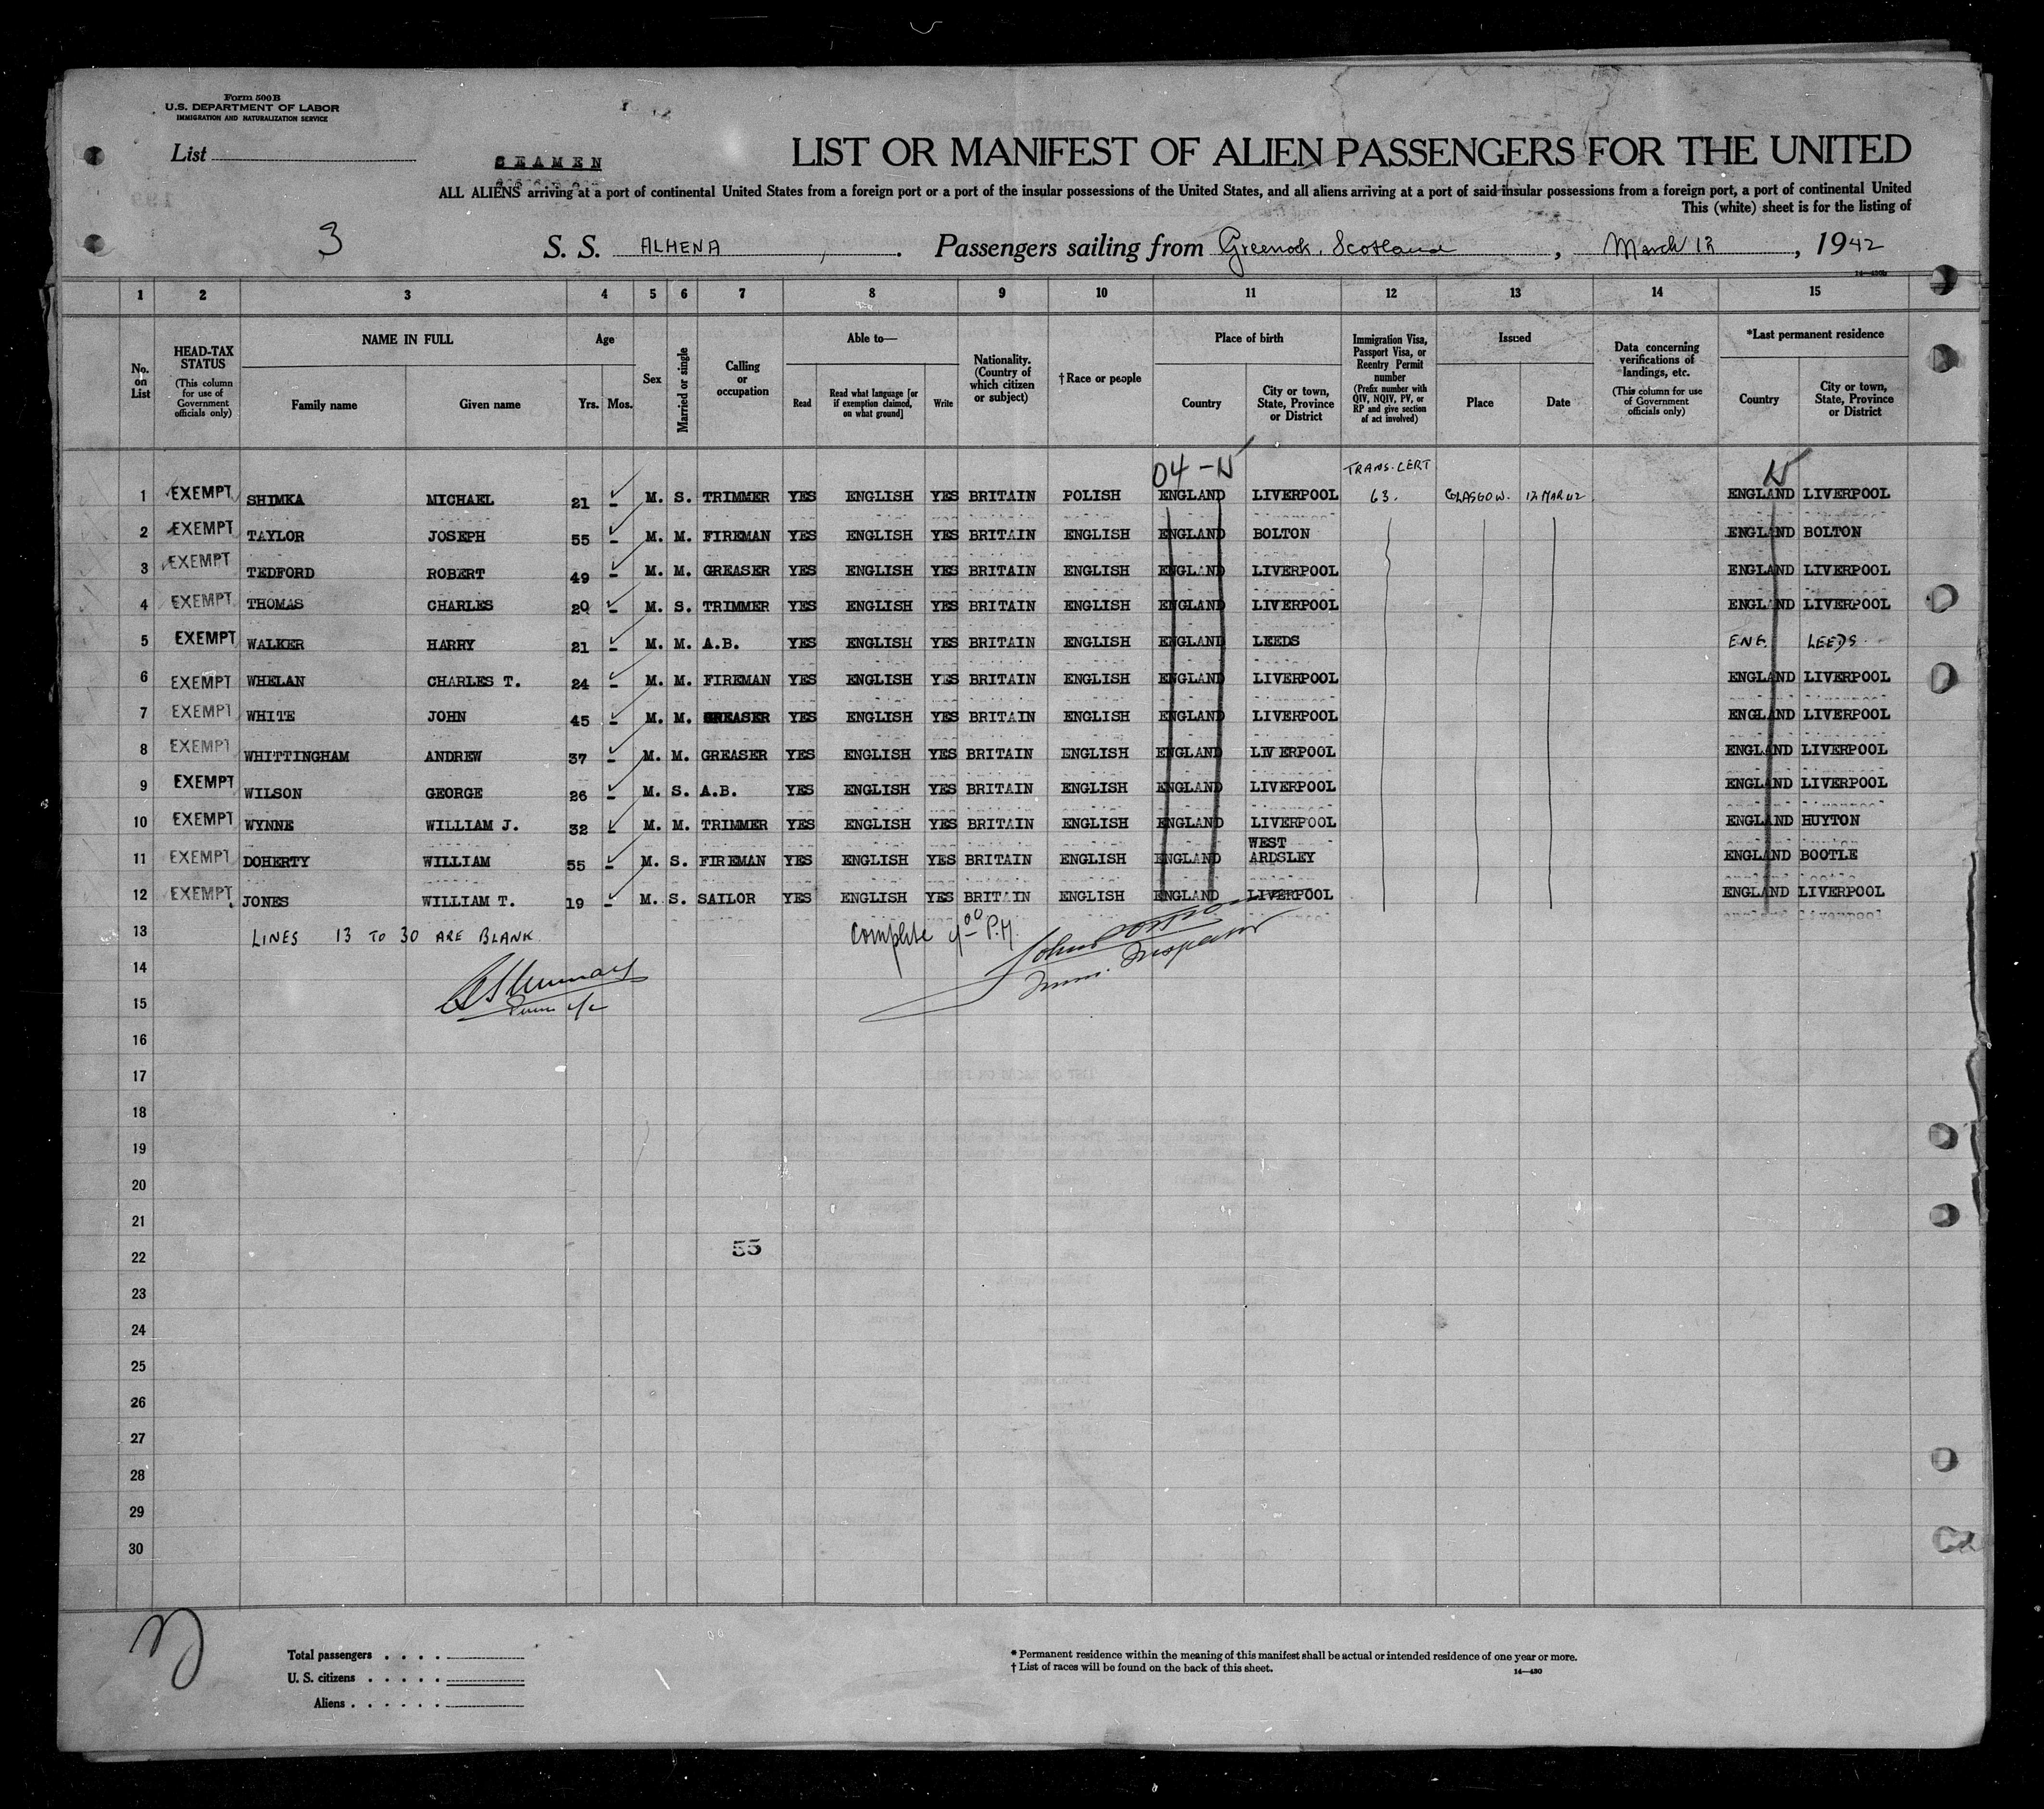 Form 500B
U.S. DEPARTMENT OF LABOR
IMMIGRATION AND NATURALIZATION SERVICE
List
SEAMEN
LIST OR MANIFEST OF ALIEN PASSENGERS FOR THE UNITED
ALL ALIENS arriving at a port of continental United States from a foreign port or a port of the insular possessions of the United States, and all aliens arriving at a port of said insular possessions from a foreign port, a port of continental United
This (white) sheet is for the listing of
3 S. S. ALHENA. Passengers sailing from Greenock, Scotland, March 12, 1942
14—430b
1 2 3 4 5 6 7 8 9 10 11 12 13 14 15
No. on List
HEAD-TAX STATUS (This column for use of Government officials only)
NAME IN FULL
Family name Given name
Age
Yrs. Mos.
Sex
Married or single
Calling or occupation
Able to—
Read
Read what language [or if exemption claimed, on what ground]
Write
Nationality. (Country of which citizen or subject)
†Race or people
Place of birth
Country
City or town, State, Province or District
Immigration Visa, Passport Visa, or Reentry Permit number (Prefix number with QIV, NQIV, PV, or RP and give section of act involved)
Issued
Place Date
Data concerning verifications of landings, etc. (This column for use of Government officials only)
*Last permanent residence
Country
City or town, State, Province or District
04 - N TRANS. CERT N
1 EXEMPT SHIMKA MICHAEL 21 - M. S. TRIMMER YES ENGLISH YES BRITAIN POLISH ENGLAND LIVERPOOL 63. GLASGOW. 12 MAR 42 ENGLAND LIVERPOOL
2 EXEMPT TAYLOR JOSEPH 55 - M. M. FIREMAN YES ENGLISH YES BRITAIN ENGLISH ENGLAND BOLTON ENGLAND BOLTON
3 EXEMPT TEDFORD ROBERT 49 - M. M. GREASER YES ENGLISH YES BRITAIN ENGLISH ENGLAND LIVERPOOL ENGLAND LIVERPOOL
4 EXEMPT THOMAS CHARLES 20 - M. S. TRIMMER YES ENGLISH YES BRITAIN ENGLISH ENGLAND LIVERPOOL ENGLAND LIVERPOOL
5 EXEMPT WALKER HARRY 21 - M. M. A.B. YES ENGLISH YES BRITAIN ENGLISH ENGLAND LEEDS ENG. LEEDS
6 EXEMPT WHELAN CHARLES T. 24 - M. M. FIREMAN YES ENGLISH YES BRITAIN ENGLISH ENGLAND LIVERPOOL ENGLAND LIVERPOOL
7 EXEMPT WHITE JOHN 45 - M. M. GREASER YES ENGLISH YES BRITAIN ENGLISH ENGLAND LIVERPOOL ENGLAND LIVERPOOL
8 EXEMPT WHITTINGHAM ANDREW 37 - M. M. GREASER YES ENGLISH YES BRITAIN ENGLISH ENGLAND LIVERPOOL ENGLAND LIVERPOOL
9 EXEMPT WILSON GEORGE 26 - M. S. A.B. YES ENGLISH YES BRITAIN ENGLISH ENGLAND LIVERPOOL ENGLAND LIVERPOOL
10 EXEMPT WYNNE WILLIAM J. 32 - M. M. TRIMMER YES ENGLISH YES BRITAIN ENGLISH ENGLAND LIVERPOOL ENGLAND HUYTON
11 EXEMPT DOHERTY WILLIAM 55 - M. S. FIREMAN YES ENGLISH YES BRITAIN ENGLISH ENGLAND WEST ARDSLEY ENGLAND BOOTLE
12 EXEMPT JONES WILLIAM T. 19 - M. S. SAILOR YES ENGLISH YES BRITAIN ENGLISH ENGLAND LIVERPOOL ENGLAND LIVERPOOL
13 LINES 13 TO 30 ARE BLANK. Complete 4 00 P.M. John
14 Imm. Inspector
15
16
17
18
19
20
21
22 55
23
24
25
26
27
28
29
30
Total passengers
U. S. citizens
Aliens
* Permanent residence within the meaning of this manifest shall be actual or intended residence of one year or more.
† List of races will be found on the back of this sheet.
14—430